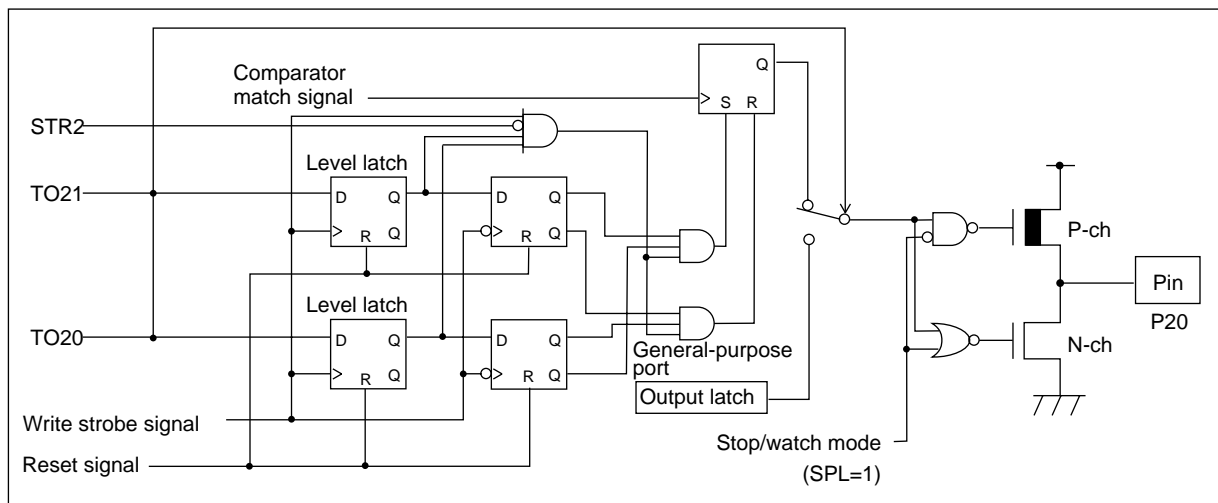 Q
Comparator
match signal
S R
STR2
Level latch
TO21
D Q
D Q
P-ch
R Q
R Q
Pin
P20
Level latch
TO20
D Q
D Q
N-ch
General-purpose
port
R Q
R Q
Output latch
Write strobe signal
Stop/watch mode
Reset signal
(SPL=1)